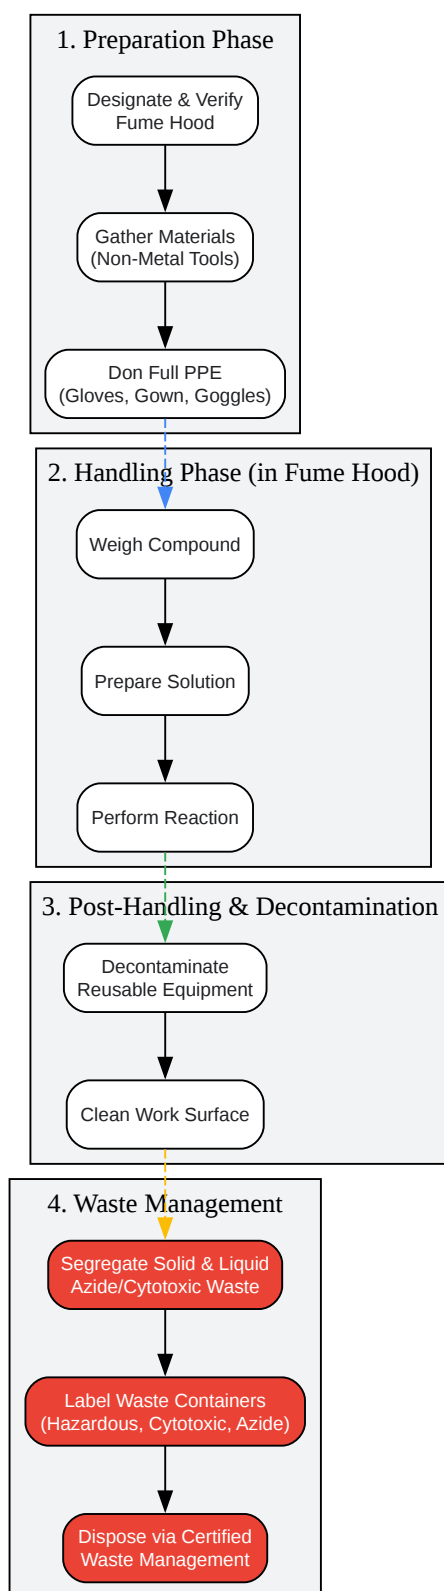 1. Preparation Phase
Designate & Verify
Fume Hood
Gather Materials
(Non-Metal Tools)
Don Full PPE
(Gloves, Gown, Goggles)
2. Handling Phase (in Fume Hood)
Weigh Compound
Prepare Solution
Perform Reaction
3. Post-Handling & Decontamination
Decontaminate
Reusable Equipment
Clean Work Surface
4. Waste Management
Segregate Solid & Liquid
Azide/Cytotoxic Waste
Label Waste Containers
(Hazardous, Cytotoxic, Azide)
Dispose via Certified
Waste Management